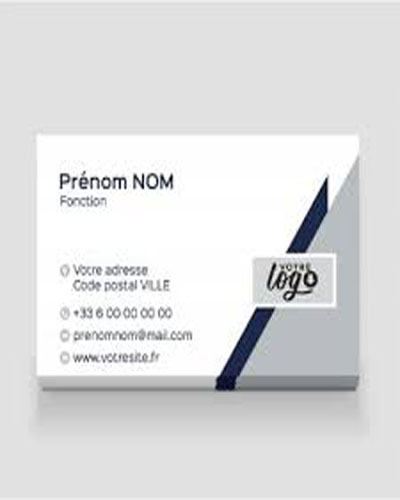 Prénom NOM
Fonction
Votre adresse
Code postal VILLE
+33 6 00 00 00 00
prenomnom@mail.com
www.votresite.fr
VOTRE
logo